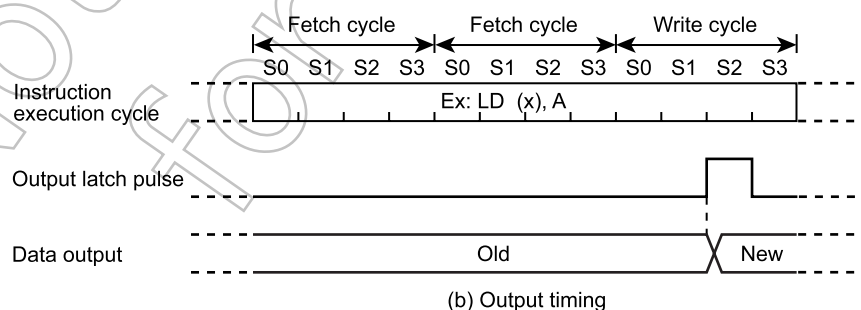 Fetch cycle Fetch cycle Write cycle
S0 S1 S2 S3 S0 S1 S2 S3 S0 S1 S2 S3
Instruction
execution cycle
Ex: LD (x), A
Output latch pulse
Data output
Old New
(b) Output timing